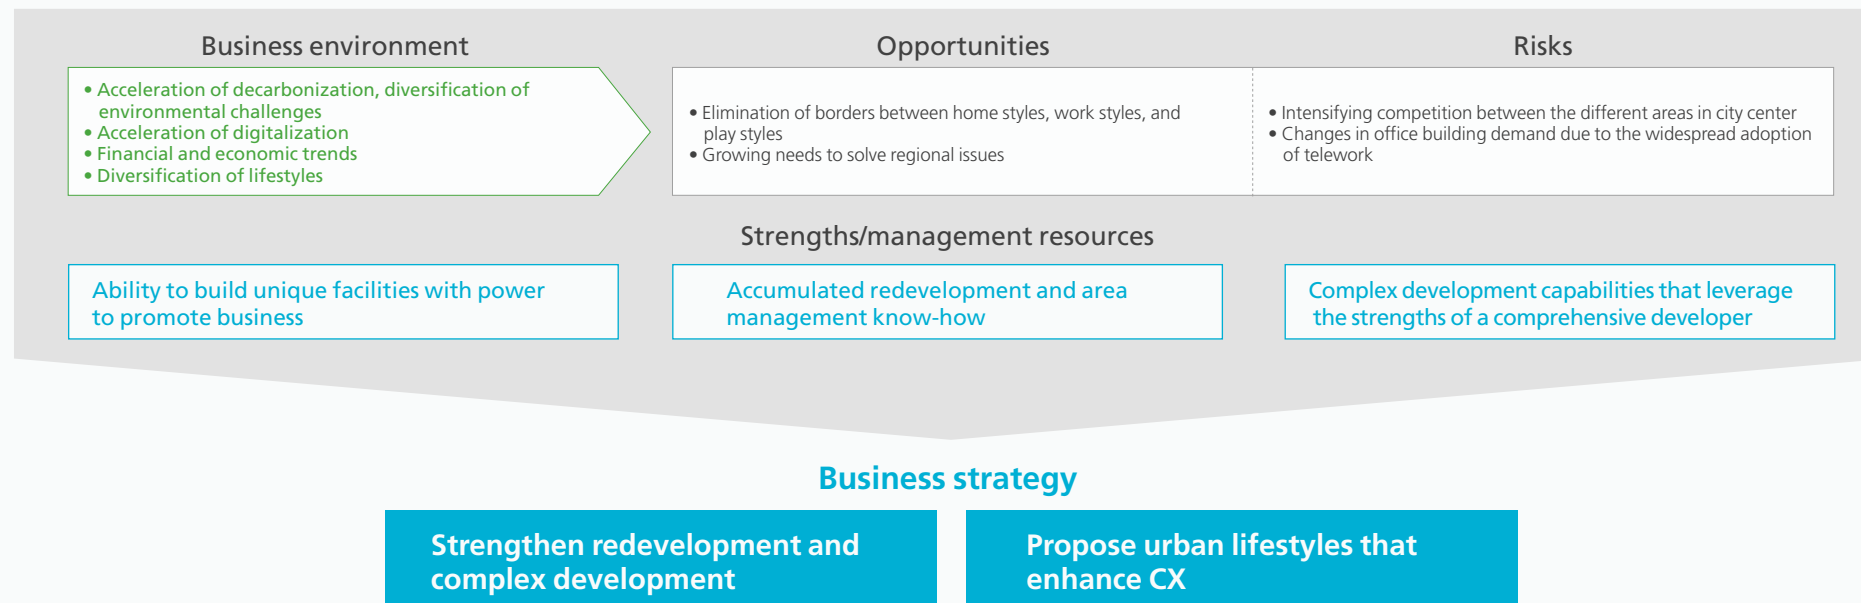 Business environment
• Acceleration of decarbonization, diversification of
environmental challenges
• Acceleration of digitalization
• Financial and economic trends
• Diversification of lifestyles
Opportunities
• Elimination of borders between home styles, work styles, and
play styles
• Growing needs to solve regional issues
Risks
• Intensifying competition between the different areas in city center
• Changes in office building demand due to the widespread adoption
of telework
Strengths/management resources
Ability to build unique facilities with power
to promote business
Accumulated redevelopment and area
management know-how
Complex development capabilities that leverage
the strengths of a comprehensive developer
Business strategy
Strengthen redevelopment and
complex development
Propose urban lifestyles that
enhance CX